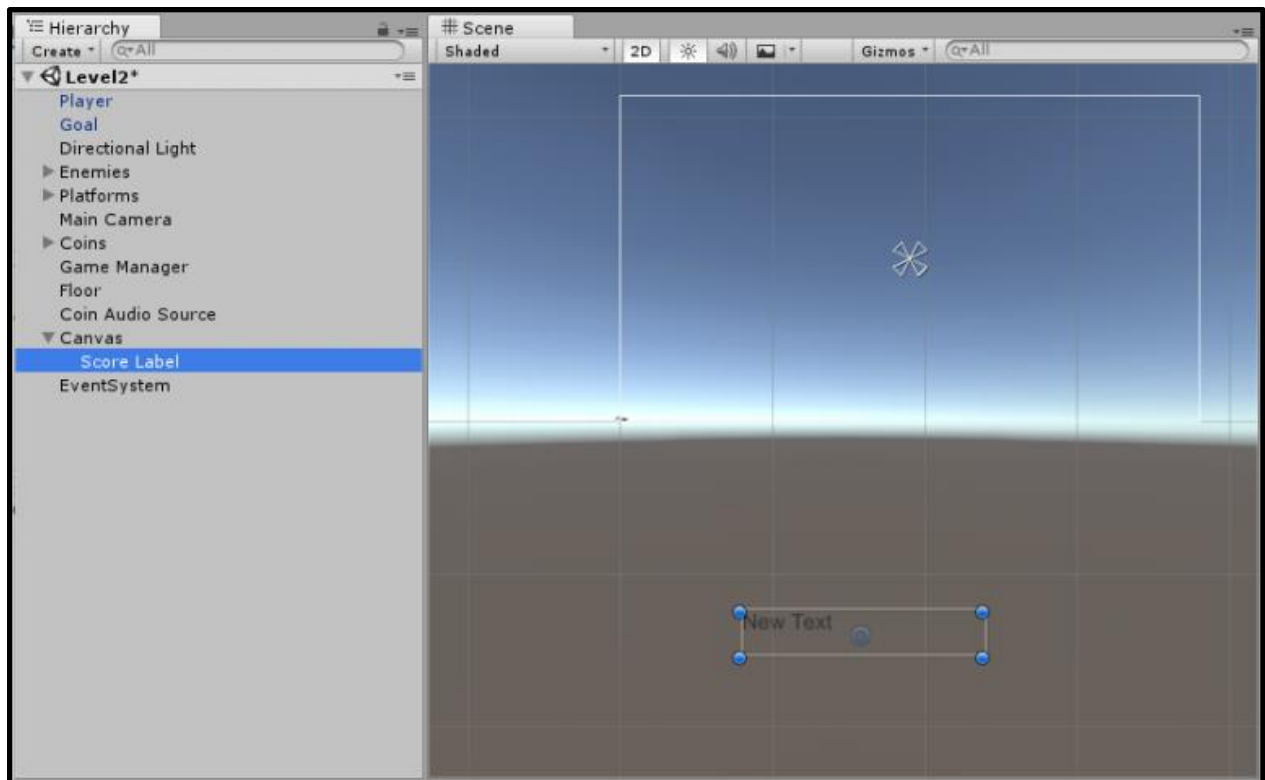 Hierarchy
Create All
Level2*
Player
Goal
Directional Light
Enemies
Platforms
Main Camera
Coins
Game Manager
Floor
Coin Audio Source
Canvas
Score Label
EventSystem
Scene
Shaded 2D Gizmos All
New Text